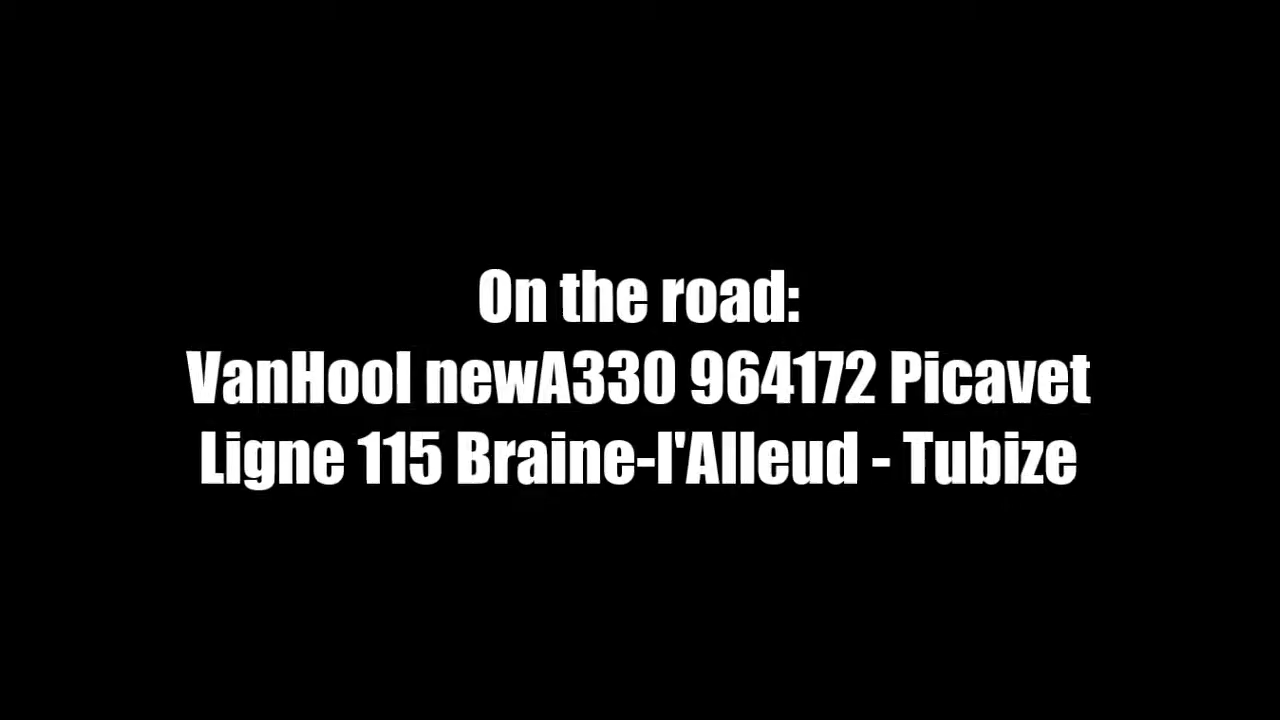 On the road:
VanHool newA330 964172 Picavet
Ligne 115 Braine-l'Alleud - Tubize